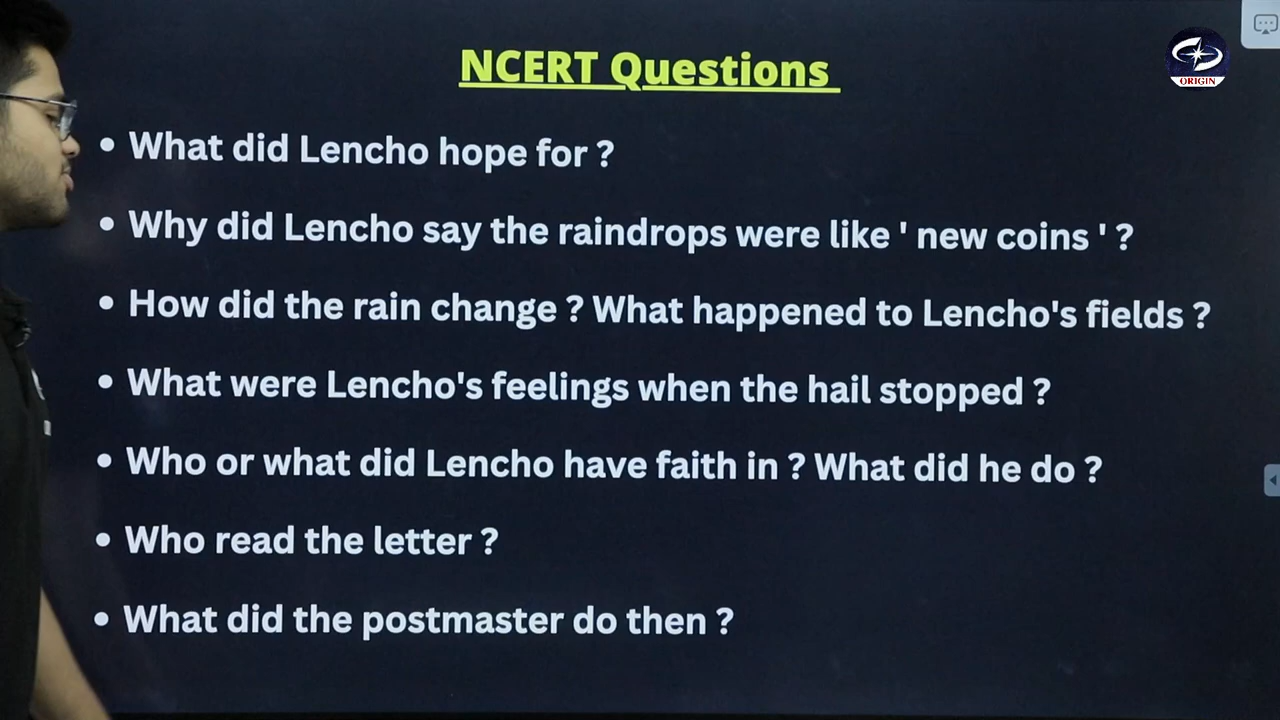 NCERT Questions
ORIGIN
• What did Lencho hope for ?
• Why did Lencho say the raindrops were like ' new coins ' ?
• How did the rain change ? What happened to Lencho's fields ?
• What were Lencho's feelings when the hail stopped ?
• Who or what did Lencho have faith in ? What did he do ?
• Who read the letter ?
• What did the postmaster do then ?